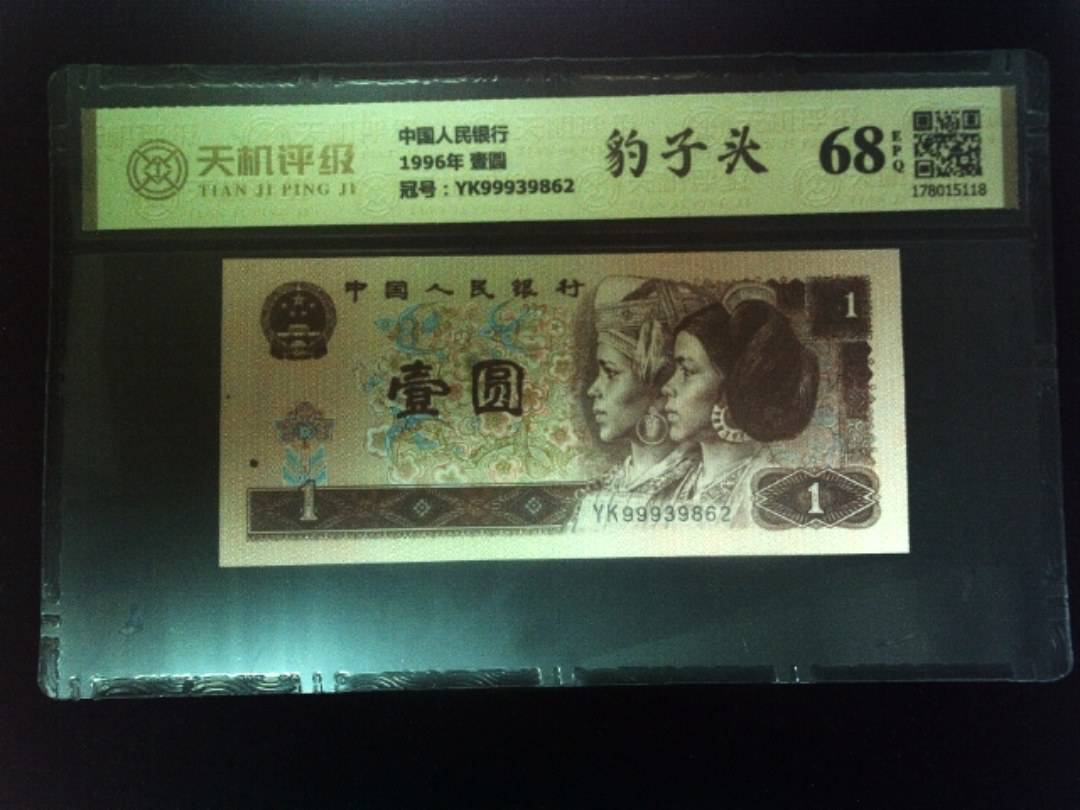 天机评级
TIAN JI PING JI
中国人民银行
1996年 壹圆
冠号：YK99939862
豹子头
68
EPQ
178015118
中国人民银行
1
壹圆
1
YK99939862
1